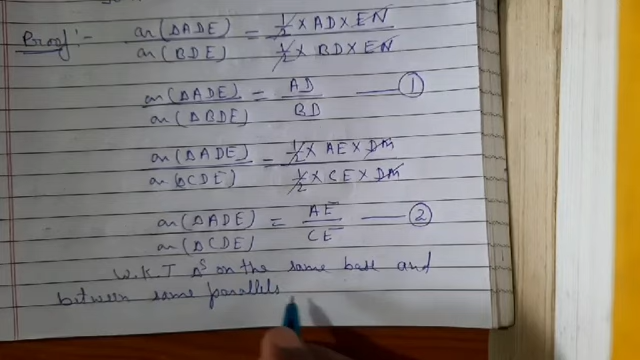 Proof:- ar(ΔADE) / ar(BDE) = 1/2 × AD × EN / 1/2 × BD × EN
ar(ΔADE) / ar(ΔBDE) = AD / BD —— ①
ar(ΔADE) / ar(ΔCDE) = 1/2 × AE × DM / 1/2 × CE × DM
ar(ΔADE) / ar(ΔCDE) = AE / CE —— ②
W.K.T Δs on the same base and
between same parallels